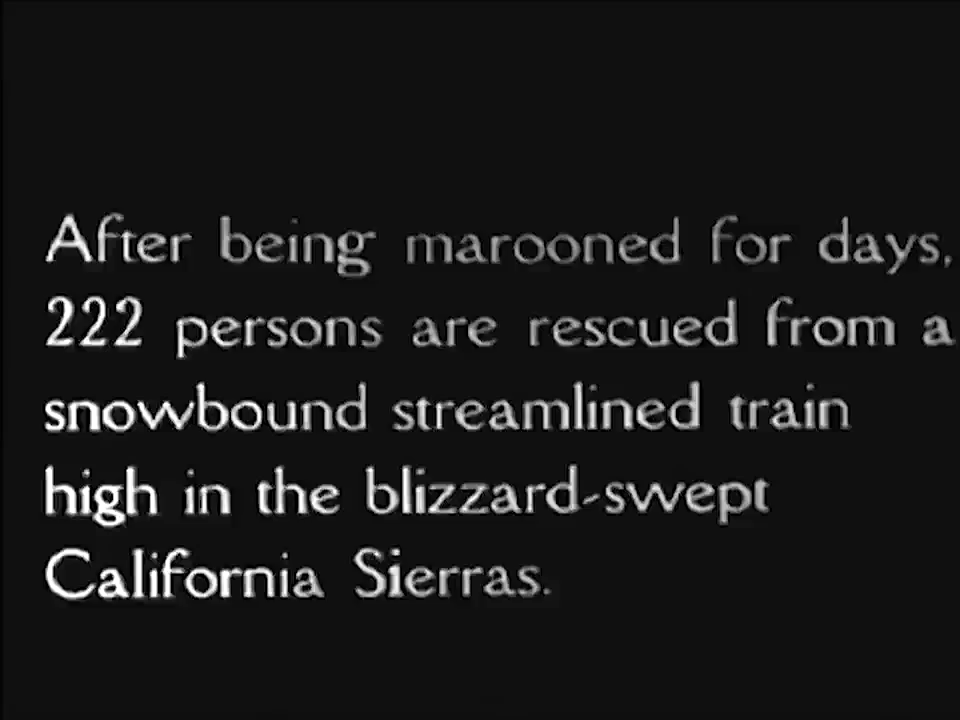 After being marooned for days,
222 persons are rescued from a
snowbound streamlined train
high in the blizzard-swept
California Sierras.